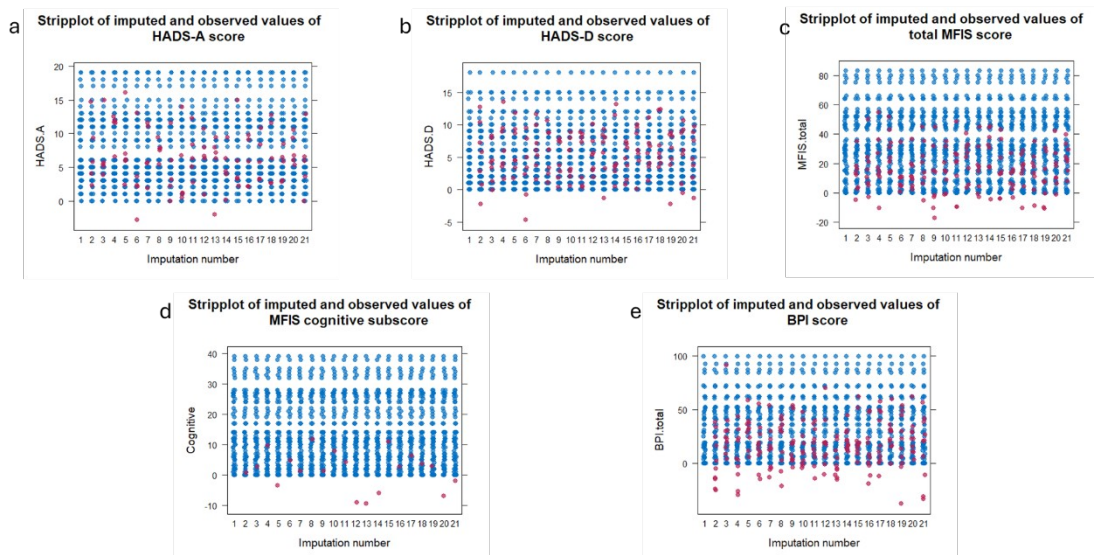 a
Stripplot of imputed and observed values of
HADS-A score
20
15
10
5
0
HADS.A
1 2 3 4 5 6 7 8 9 10 11 12 13 14 15 16 17 18 19 20 21
Imputation number
b
Stripplot of imputed and observed values of
HADS-D score
15
10
5
0
-5
HADS.D
1 2 3 4 5 6 7 8 9 10 11 12 13 14 15 16 17 18 19 20 21
Imputation number
c
Stripplot of imputed and observed values of
total MFIS score
80
60
40
20
0
-20
MFIS.total
1 2 3 4 5 6 7 8 9 10 11 12 13 14 15 16 17 18 19 20 21
Imputation number
d
Stripplot of imputed and observed values of
MFIS cognitive subscore
40
30
20
10
0
-10
Cognitive
1 2 3 4 5 6 7 8 9 10 11 12 13 14 15 16 17 18 19 20 21
Imputation number
e
Stripplot of imputed and observed values of
BPI score
100
50
0
BPI.total
1 2 3 4 5 6 7 8 9 10 11 12 13 14 15 16 17 18 19 20 21
Imputation number